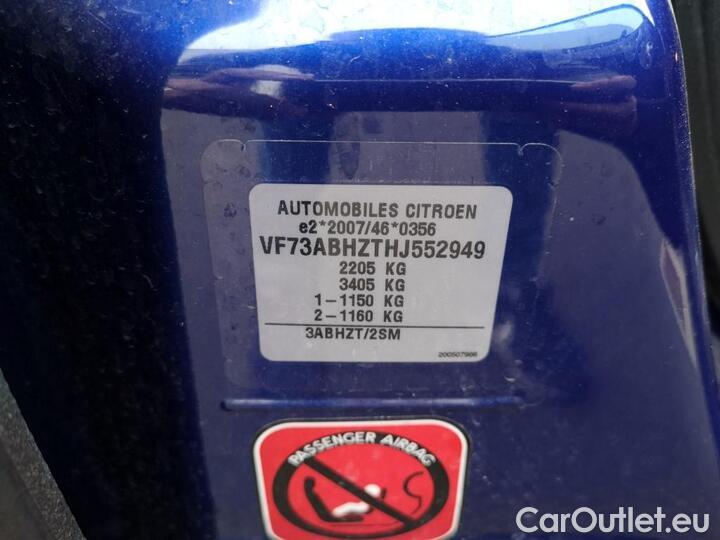 AUTOMOBILES CITROEN
e2*2007/46*0356
VF73ABHZTHJ552949
2205 KG
3405 KG
1-1150 KG
2-1160 KG
3ABHZT/2SM
200507986
PASSENGER AIRBAG
CarOutlet.eu